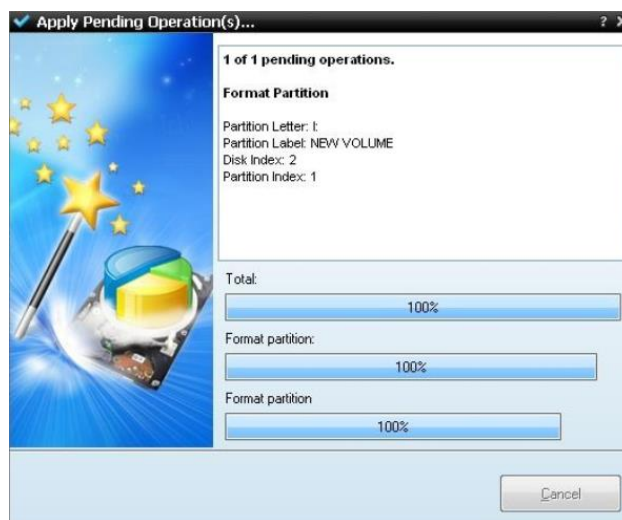 Apply Pending Operation(s)...
?
1 of 1 pending operations.
Format Partition
Partition Letter: I:
Partition Label: NEW VOLUME
Disk Index: 2
Partition Index: 1
Total:
100%
Format partition:
100%
Format partition
100%
Cancel